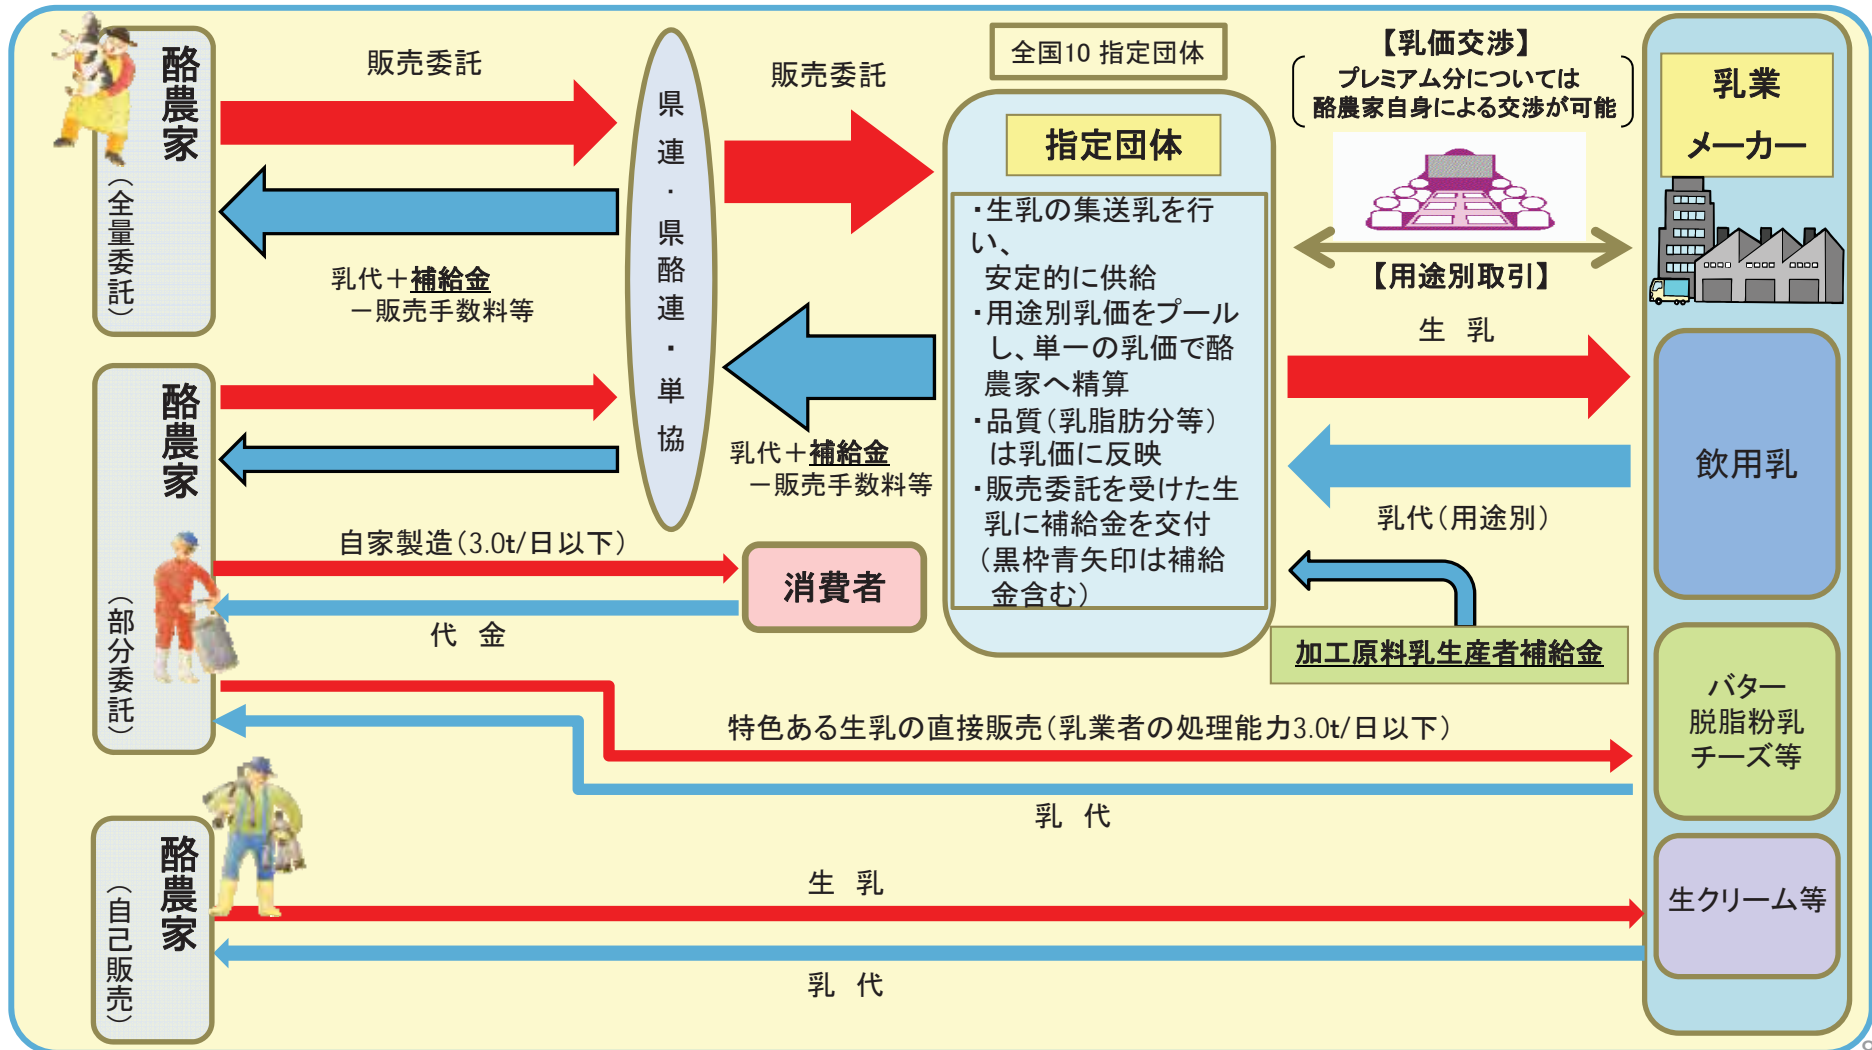 酪農家
（全量委託）
販売委託
乳代＋補給金
－販売手数料等
県連・県酪連・単協
販売委託
乳代＋補給金
－販売手数料等
全国10 指定団体
指定団体
・生乳の集送乳を行
い、
安定的に供給
・用途別乳価をプール
し、単一の乳価で酪
農家へ精算
・品質（乳脂肪分等）
は乳価に反映
・販売委託を受けた生
乳に補給金を交付
（黒枠青矢印は補給
金含む）
【乳価交渉】
プレミアム分については
酪農家自身による交渉が可能
【用途別取引】
生 乳
乳代（用途別）
加工原料乳生産者補給金
乳業
メーカー
飲用乳
バター
脱脂粉乳
チーズ等
生クリーム等
酪農家
（部分委託）
自家製造（3.0t/日以下）
代 金
消費者
特色ある生乳の直接販売（乳業者の処理能力3.0t/日以下）
乳 代
酪農家
（自己販売）
生 乳
乳 代